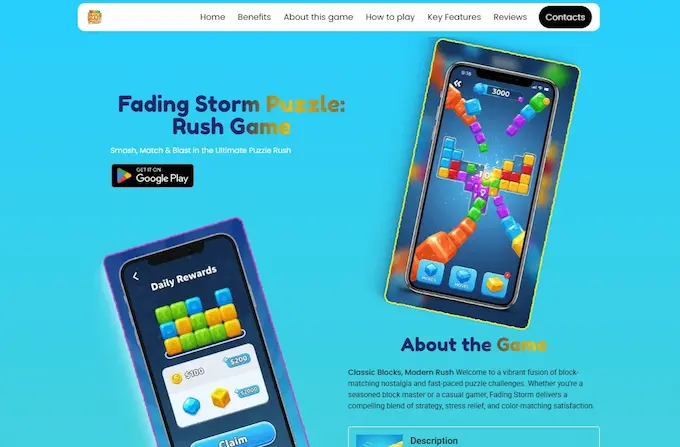 Home Benefits About this game How to play Key Features Reviews Contacts
Fading Storm Puzzle:
Rush Game
Smash, Match & Blast in the Ultimate Puzzle Rush
GET IT ON
Google Play
3000
Daily Rewards
$100
$200
$200
Claim
About the Game
Classic Blocks, Modern Rush Welcome to a vibrant fusion of block-
matching nostalgia and fast-paced puzzle challenges. Whether you're a
seasoned block master or a casual gamer, Fading Storm delivers a
compelling blend of strategy, stress relief, and color-matching satisfaction.
Description